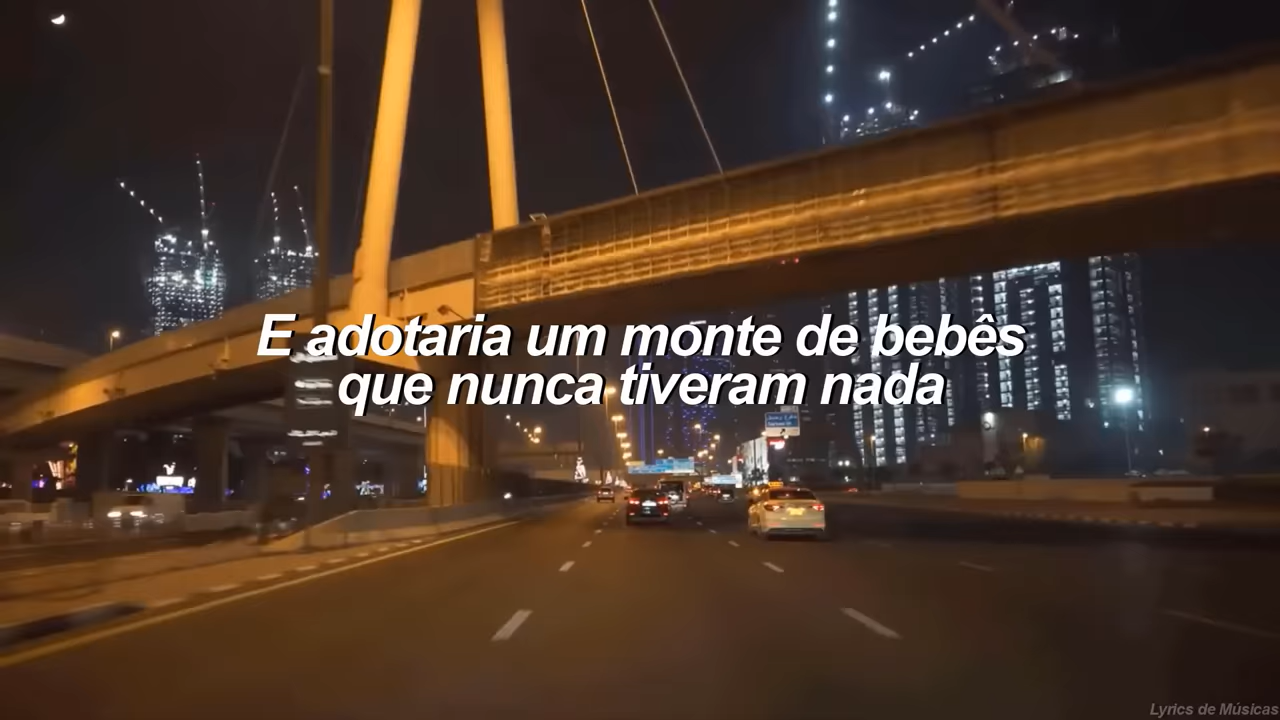 E adotaria um monte de bebês
que nunca tiveram nada
Lyrics de Músicas